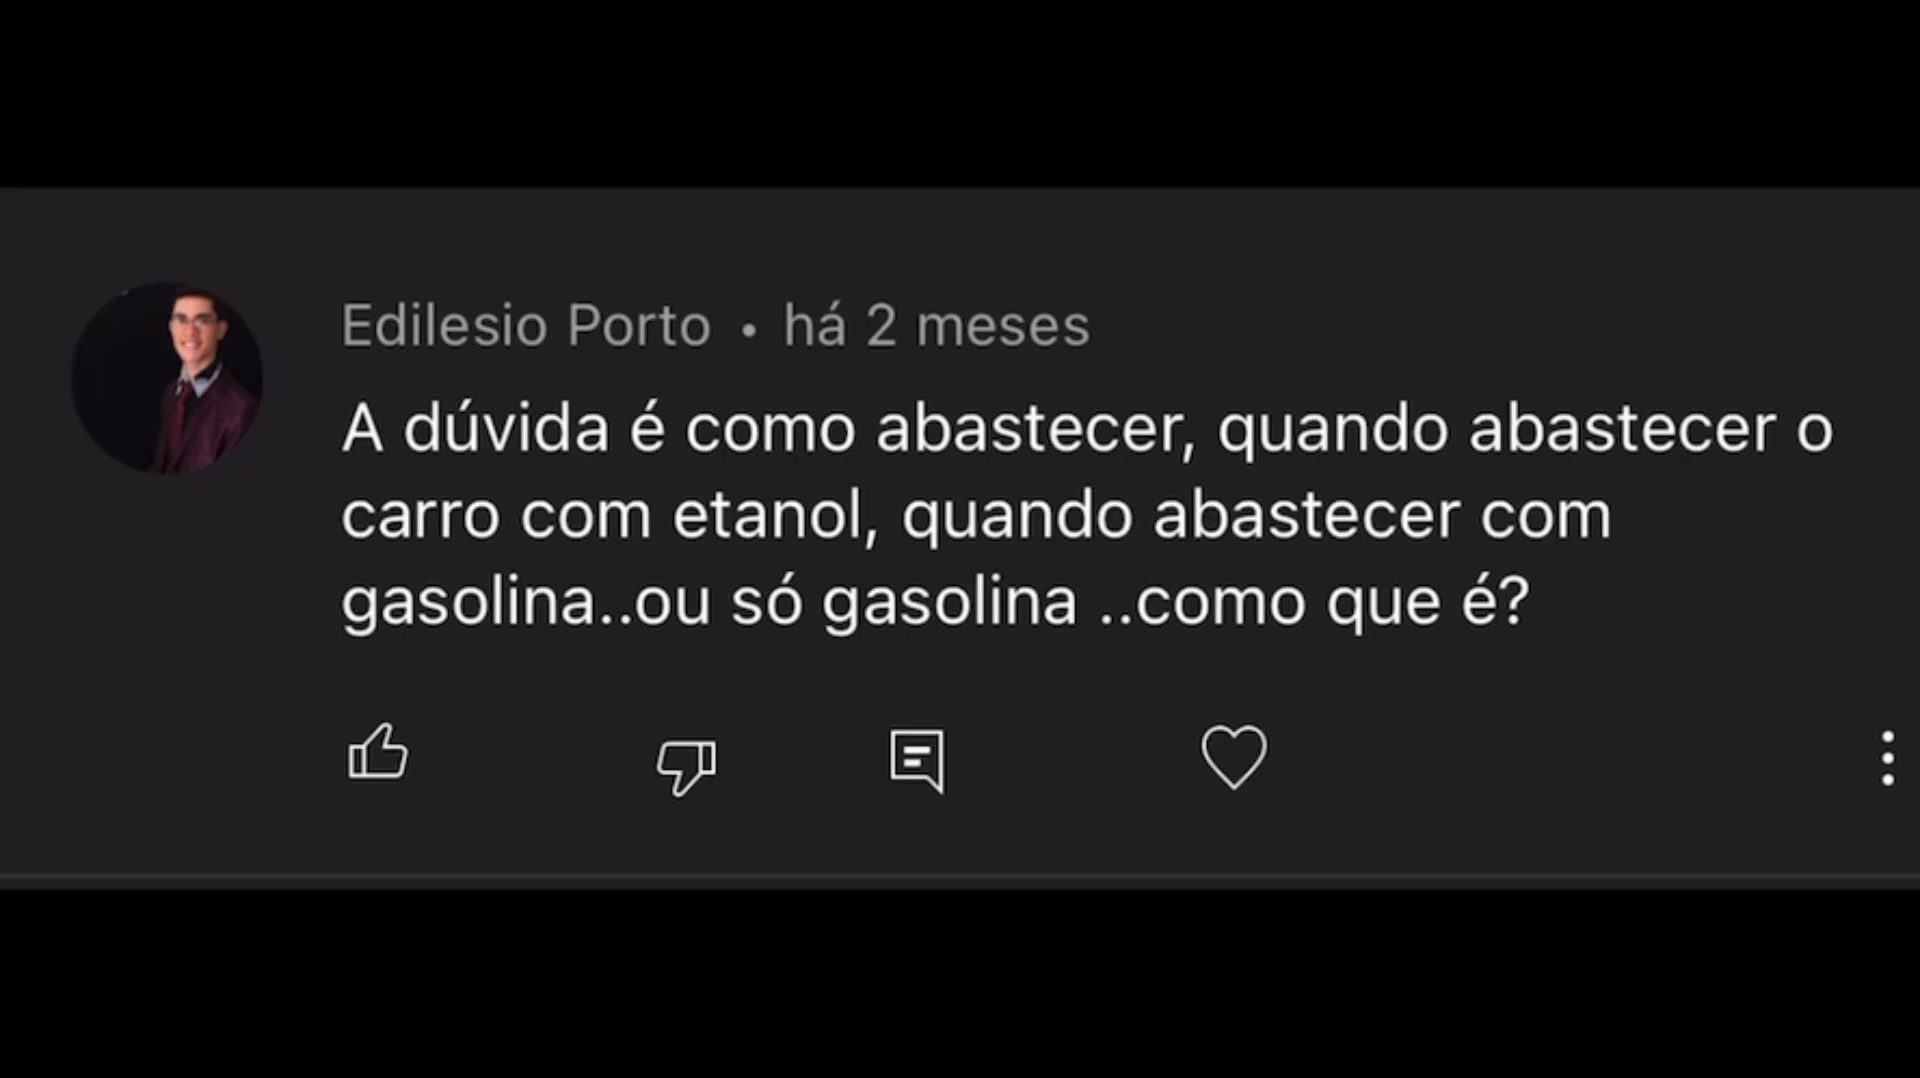 Edilesio Porto • há 2 meses
A dúvida é como abastecer, quando abastecer o
carro com etanol, quando abastecer com
gasolina..ou só gasolina ..como que é?